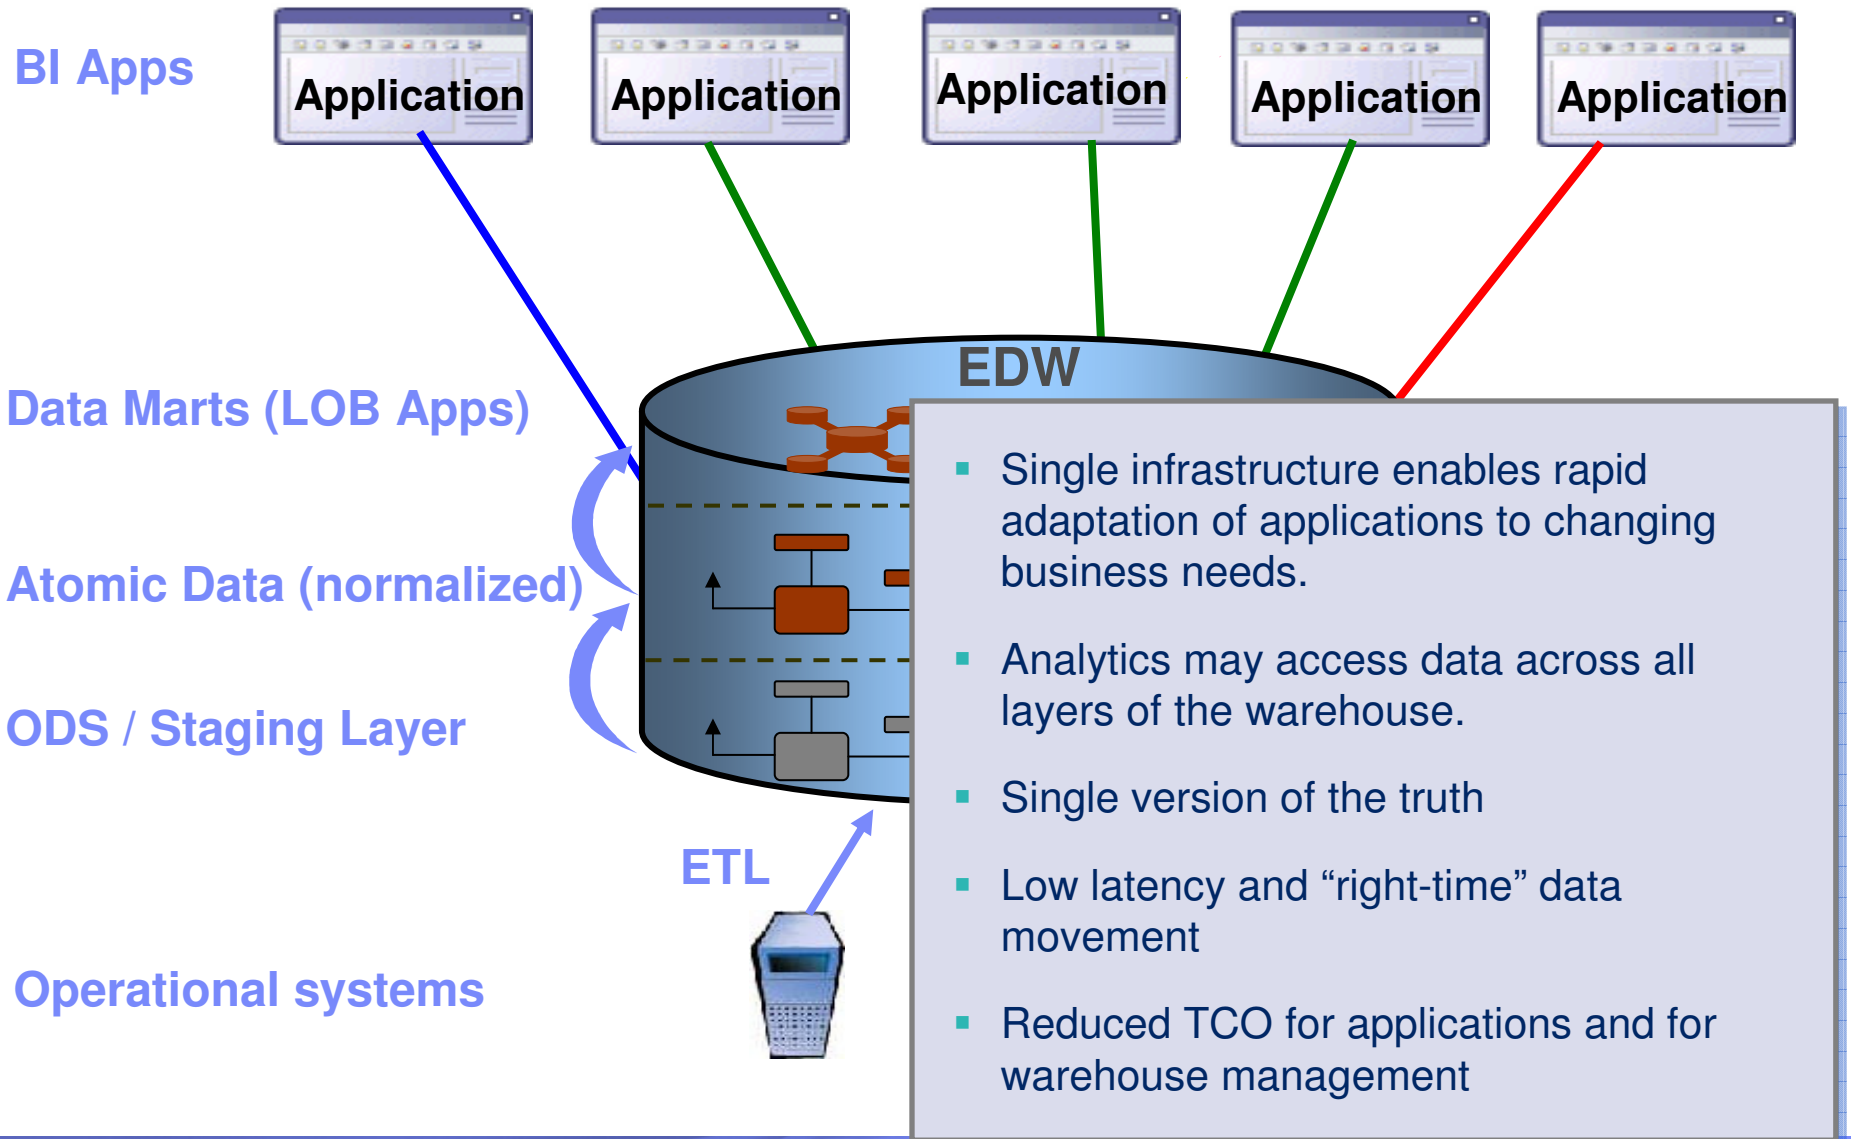 BI Apps
Application
Application
Application
Application
Application
EDW
Data Marts (LOB Apps)
Atomic Data (normalized)
ODS / Staging Layer
ETL
Operational systems
Single infrastructure enables rapid
adaptation of applications to changing
business needs.
Analytics may access data across all
layers of the warehouse.
Single version of the truth
Low latency and “right-time” data
movement
Reduced TCO for applications and for
warehouse management